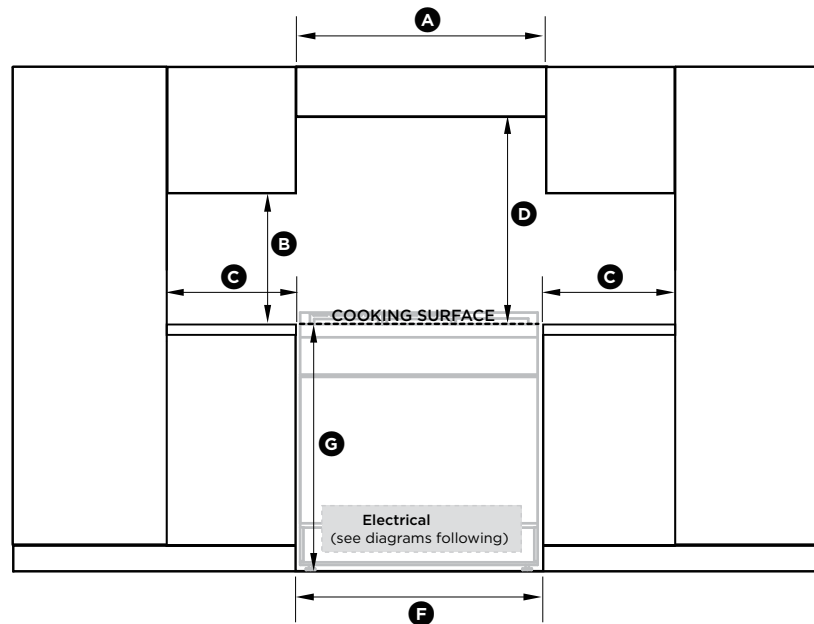 A
D
B
C
C
COOKING SURFACE
G
Electrical
(see diagrams following)
F